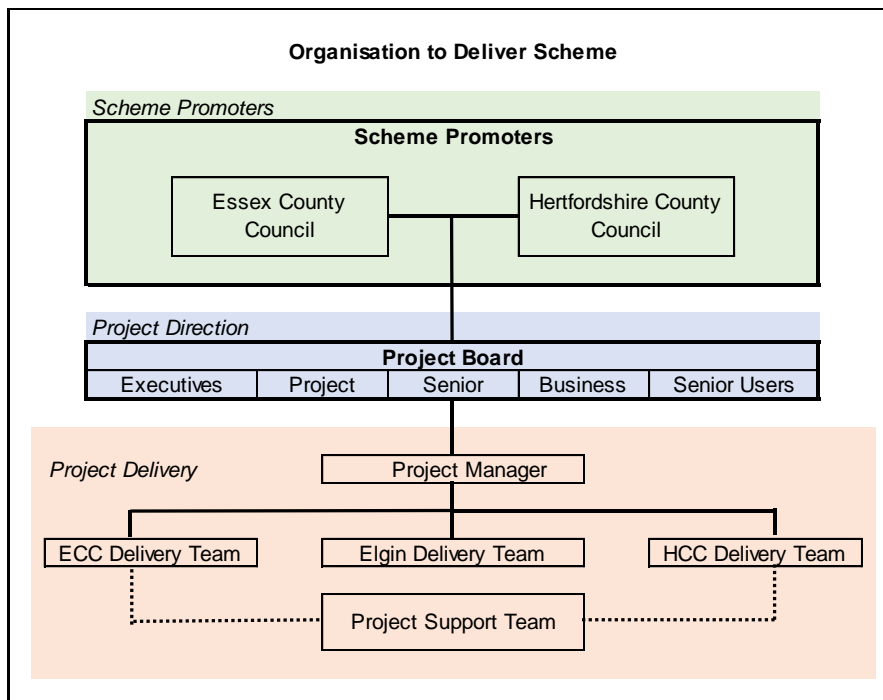 Organisation to Deliver Scheme
Scheme Promoters
Scheme Promoters
Essex County
Council
Hertfordshire County
Council
Project Direction
Project Board
Executives Project Senior Business Senior Users
Project Delivery
Project Manager
ECC Delivery Team Elgin Delivery Team HCC Delivery Team
Project Support Team